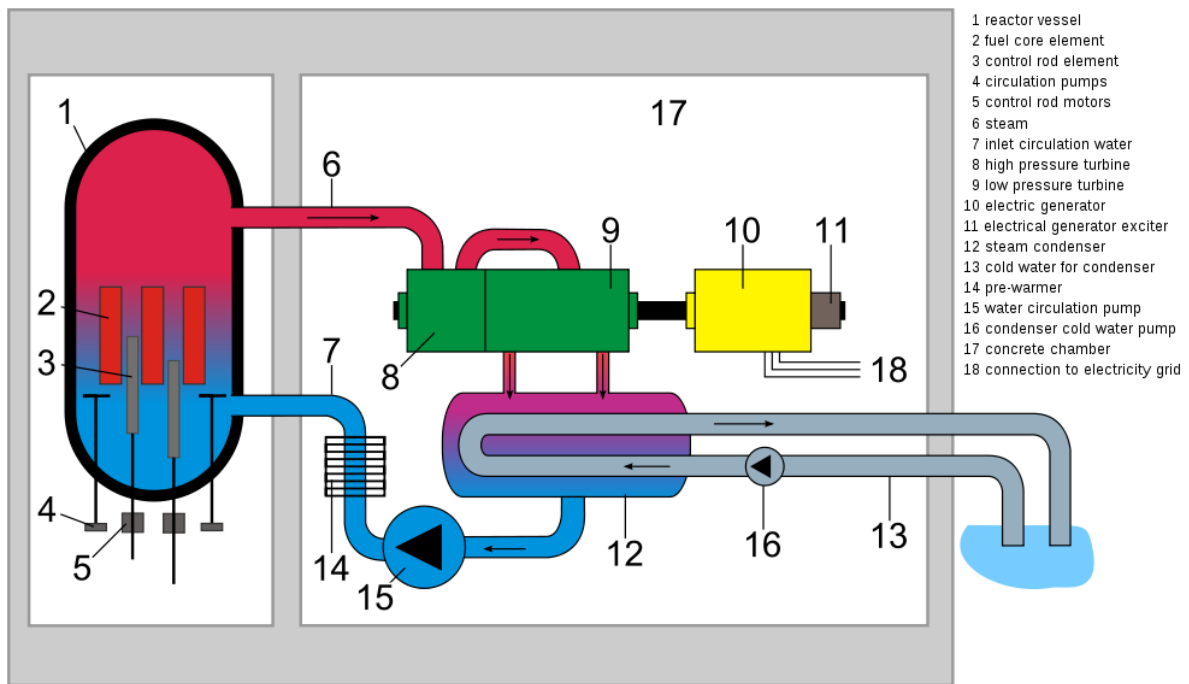 1 reactor vessel
2 fuel core element
3 control rod element
4 circulation pumps
5 control rod motors
6 steam
7 inlet circulation water
8 high pressure turbine
9 low pressure turbine
10 electric generator
11 electrical generator exciter
12 steam condenser
13 cold water for condenser
14 pre-warmer
15 water circulation pump
16 condenser cold water pump
17 concrete chamber
18 connection to electricity grid
1
17
6
9
10
11
2
7
3
8
18
4
5
14
15
12
16
13